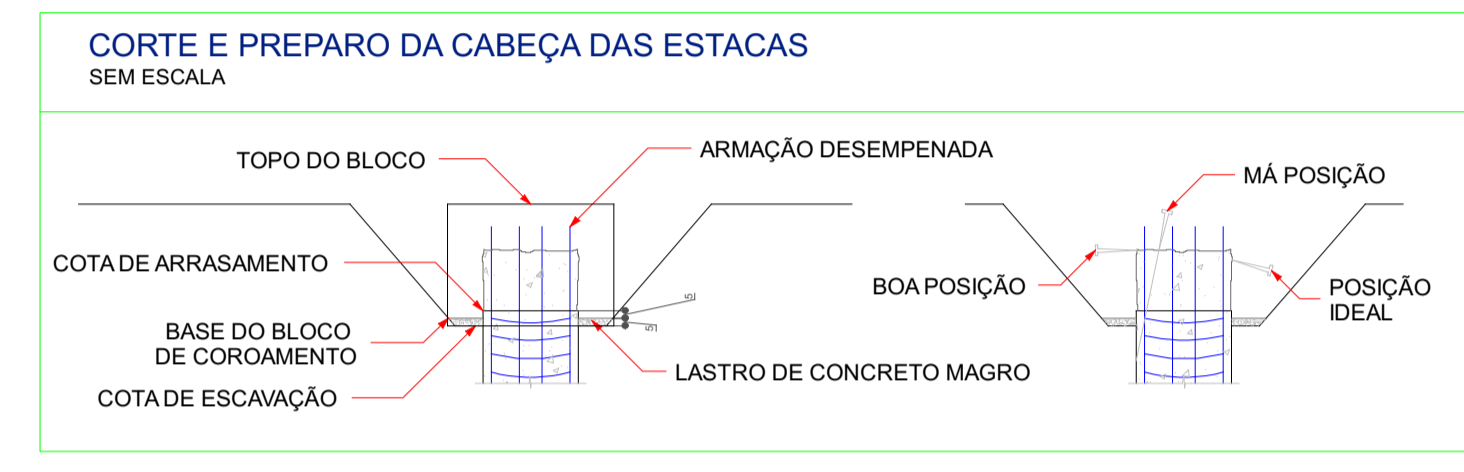 CORTE E PREPARO DA CABEÇA DAS ESTACAS
SEM ESCALA
TOPO DO BLOCO
ARMAÇÃO DESEMPENADA
COTA DE ARRASAMENTO
BASE DO BLOCO
DE COROAMENTO
COTA DE ESCAVAÇÃO
5
5
LASTRO DE CONCRETO MAGRO
MÁ POSIÇÃO
BOA POSIÇÃO
POSIÇÃO
IDEAL